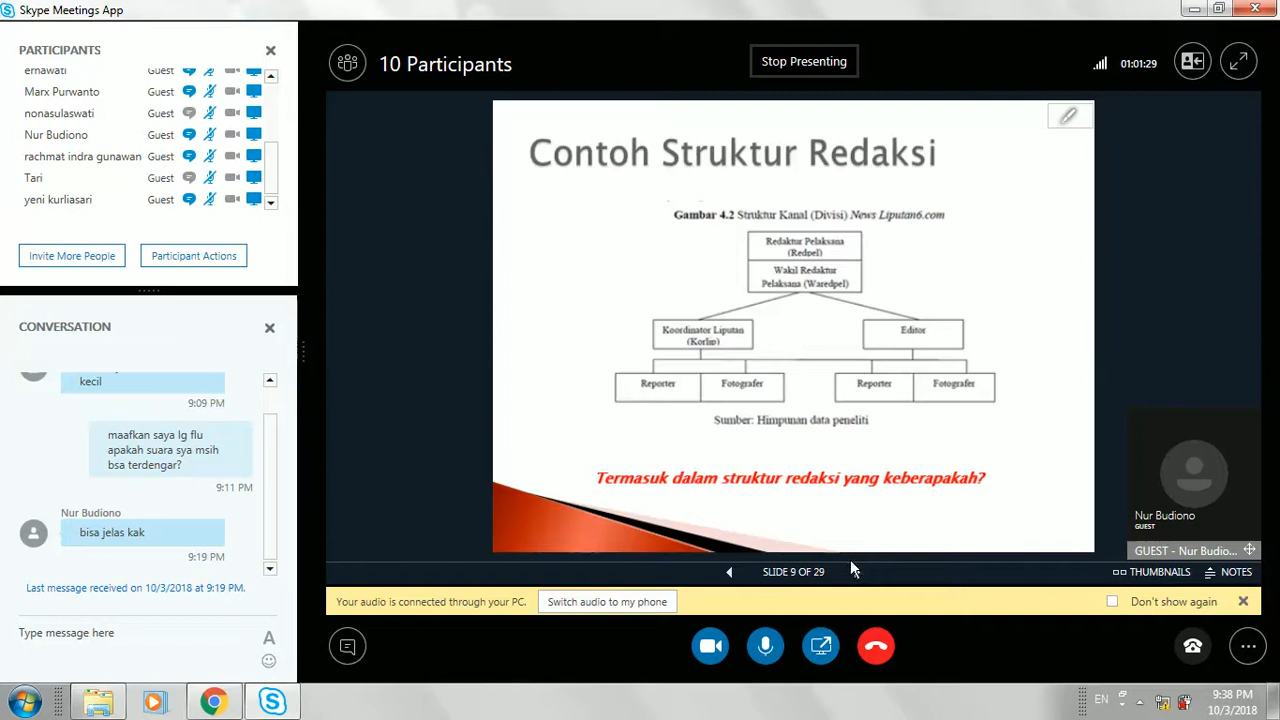 Skype Meetings App
PARTICIPANTS
ernawati Guest
Marx Purwanto Guest
nonasulaswati Guest
Nur Budiono Guest
rachmat indra gunawan Guest
Tari Guest
yeni kurliasari Guest
Invite More People Participant Actions
CONVERSATION
kecil
9:09 PM
maafkan saya lg flu
apakah suara sya msih
bsa terdengar?
9:11 PM
Nur Budiono
bisa jelas kak
9:19 PM
Last message received on 10/3/2018 at 9:19 PM.
Type message here
10 Participants
Stop Presenting
01:01:29
Contoh Struktur Redaksi
Gambar 4.2 Struktur Kanal (Divisi) News Liputan6.com
Redaktur Pelaksana
(Redpel)
Wakil Redaktur
Pelaksana (Waredpel)
Koordinator Liputan
(Korlip)
Editor
Reporter Fotografer Reporter Fotografer
Sumber: Himpunan data peneliti
Termasuk dalam struktur redaksi yang keberapakah?
Nur Budiono
GUEST
GUEST - Nur Budio...
SLIDE 9 OF 29
THUMBNAILS NOTES
Your audio is connected through your PC. Switch audio to my phone Don't show again
EN
9:38 PM
10/3/2018